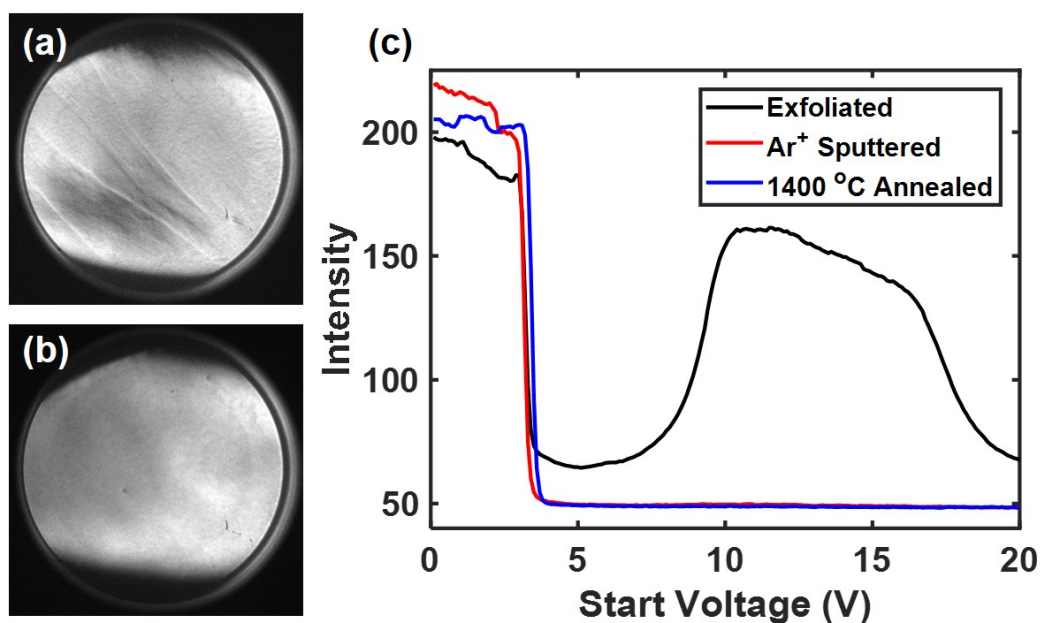 (a)
(b)
(c)
Intensity
200
150
100
50
Exfoliated
Ar⁺ Sputtered
1400 °C Annealed
0 5 10 15 20
Start Voltage (V)